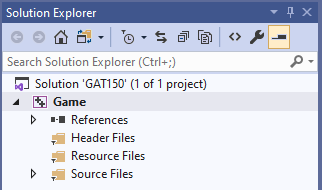 Solution Explorer
Search Solution Explorer (Ctrl+;)
Solution 'GAT150' (1 of 1 project)
Game
References
Header Files
Resource Files
Source Files